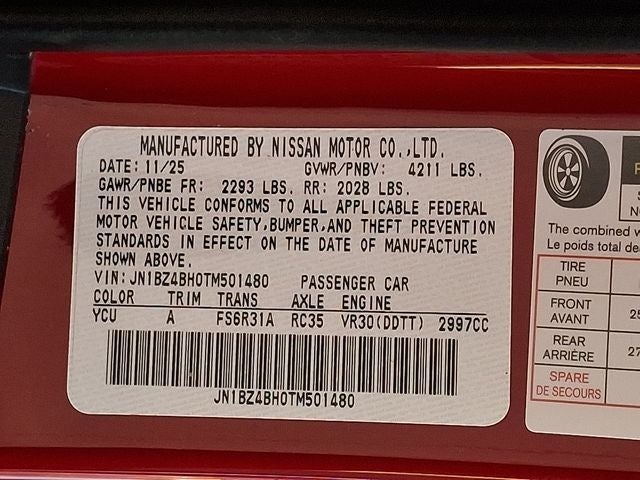 MANUFACTURED BY NISSAN MOTOR CO.,LTD.
DATE: 11/25 GVWR/PNBV: 4211 LBS.
GAWR/PNBE FR: 2293 LBS. RR: 2028 LBS.
THIS VEHICLE CONFORMS TO ALL APPLICABLE FEDERAL
MOTOR VEHICLE SAFETY,BUMPER,AND THEFT PREVENTION
STANDARDS IN EFFECT ON THE DATE OF MANUFACTURE
SHOWN ABOVE.
VIN: JN1BZ4BH0TM501480 PASSENGER CAR
COLOR TRIM TRANS AXLE ENGINE
YCU A FS6R31A RC35 VR30(DDTT) 2997CC
JN1BZ4BH0TM501480
The combined w
Le poids total de
TIRE
PNEU
FRONT
AVANT
REAR
ARRIÈRE
SPARE
DE SECOURS